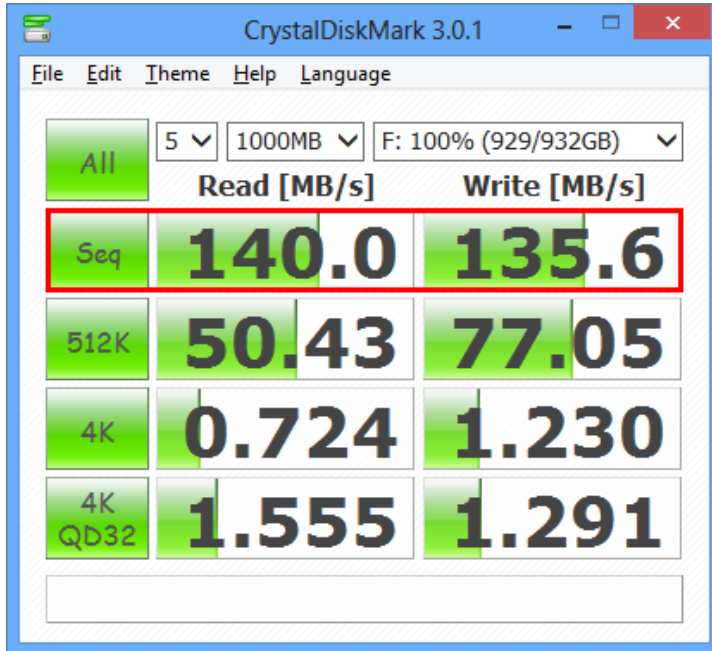 CrystalDiskMark 3.0.1
File Edit Theme Help Language
All 5 1000MB F: 100% (929/932GB)
Read [MB/s] Write [MB/s]
Seq 140.0 135.6
512K 50.43 77.05
4K 0.724 1.230
4K QD32 1.555 1.291